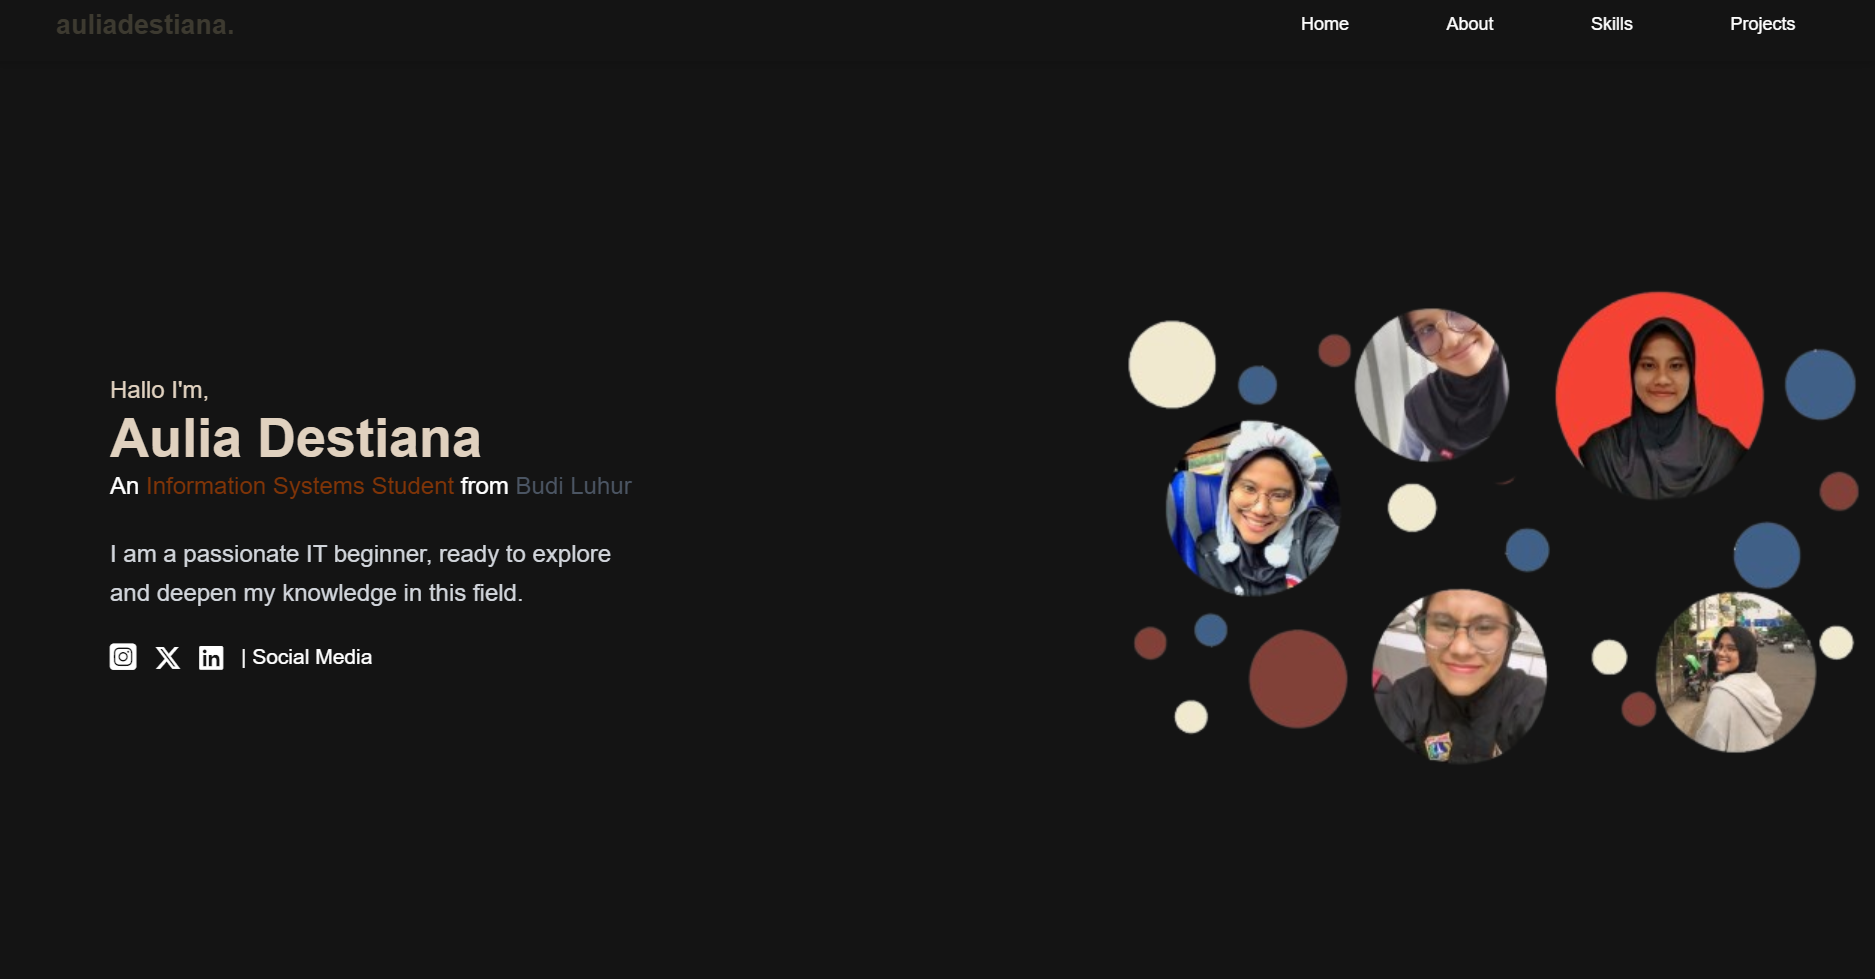 auliadestiana.
Home About Skills Projects
Hallo I'm,
Aulia Destiana
An Information Systems Student from Budi Luhur
I am a passionate IT beginner, ready to explore
and deepen my knowledge in this field.
| Social Media